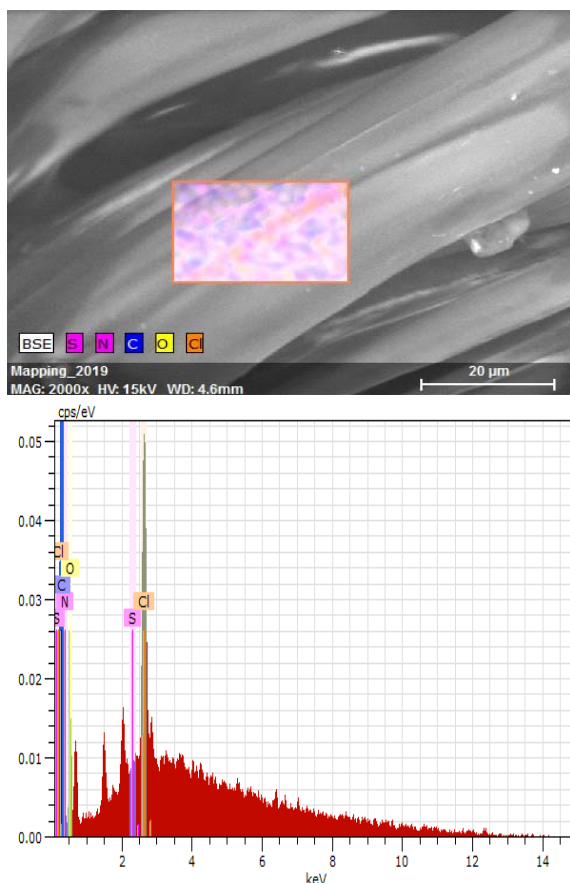 BSE S N C O Cl
Mapping_2019
MAG: 2000x HV: 15kV WD: 4.6mm
20 µm
cps/eV
0.05
0.04
Cl
O
C
0.03
N
Cl
S
S
0.02
0.01
0.00
2 4 6 8 10 12 14
keV